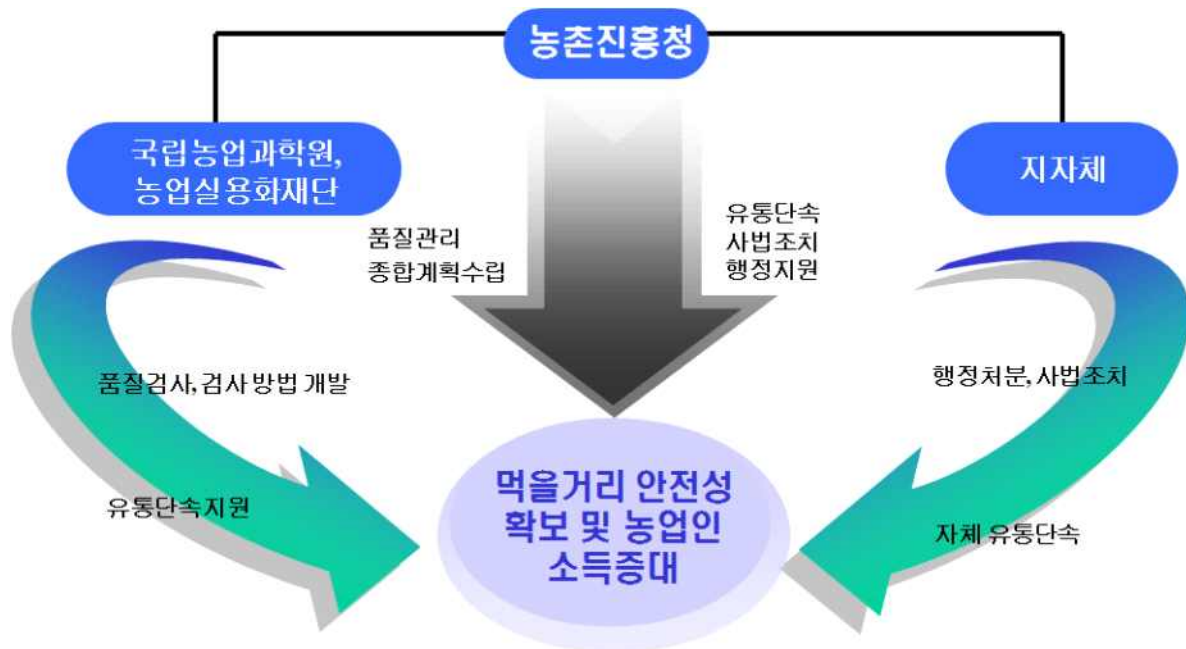 농촌진흥청
국립농업과학원,
농업실용화재단
지자체
품질관리
종합계획수립
유통단속
사법조치
행정지원
품질검사, 검사 방법 개발
유통단속지원
행정처분, 사법조치
자체 유통단속
먹을거리 안전성
확보 및 농업인
소득증대